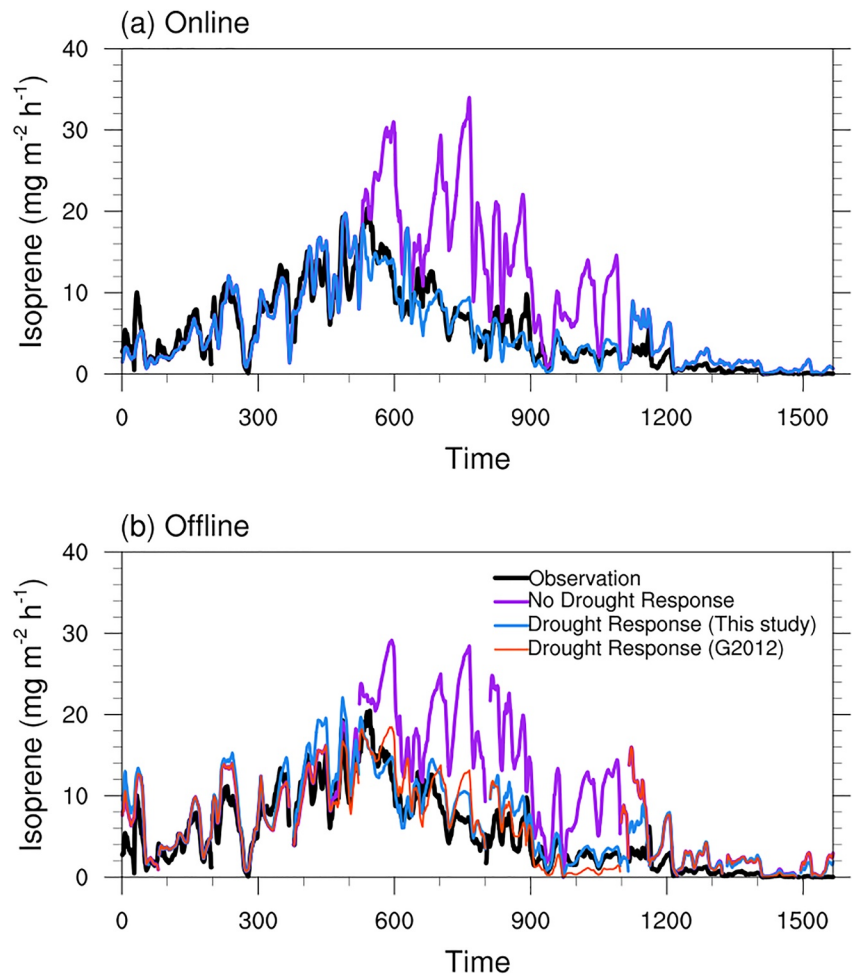 (a) Online
Isoprene (mg m⁻² h⁻¹)
40
30
20
10
0
0 300 600 900 1200 1500
Time
(b) Offline
Isoprene (mg m⁻² h⁻¹)
40
30
20
10
0
Observation
No Drought Response
Drought Response (This study)
Drought Response (G2012)
0 300 600 900 1200 1500
Time